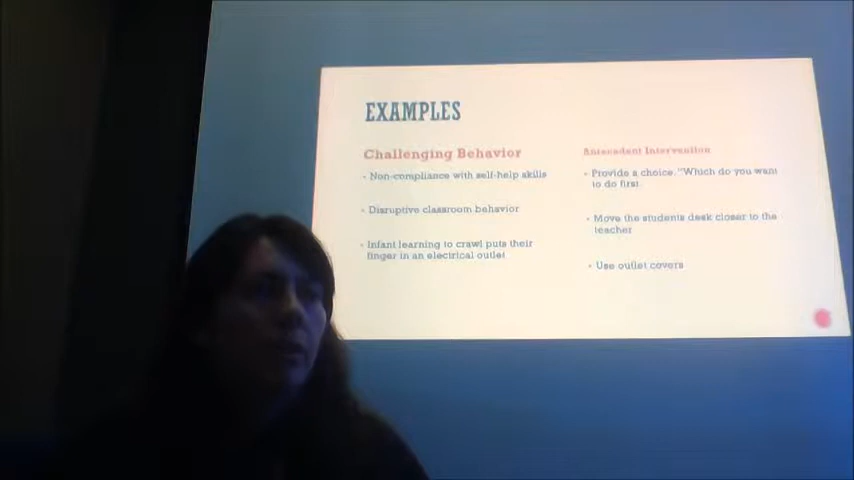 EXAMPLES
Challenging Behavior
• Non-compliance with self-help skills
• Disruptive classroom behavior
• Infant learning to crawl puts their
finger in an electrical outlet
Antecedent Intervention
• Provide a choice. "Which do you want
to do first.
• Move the students desk closer to the
teacher
• Use outlet covers